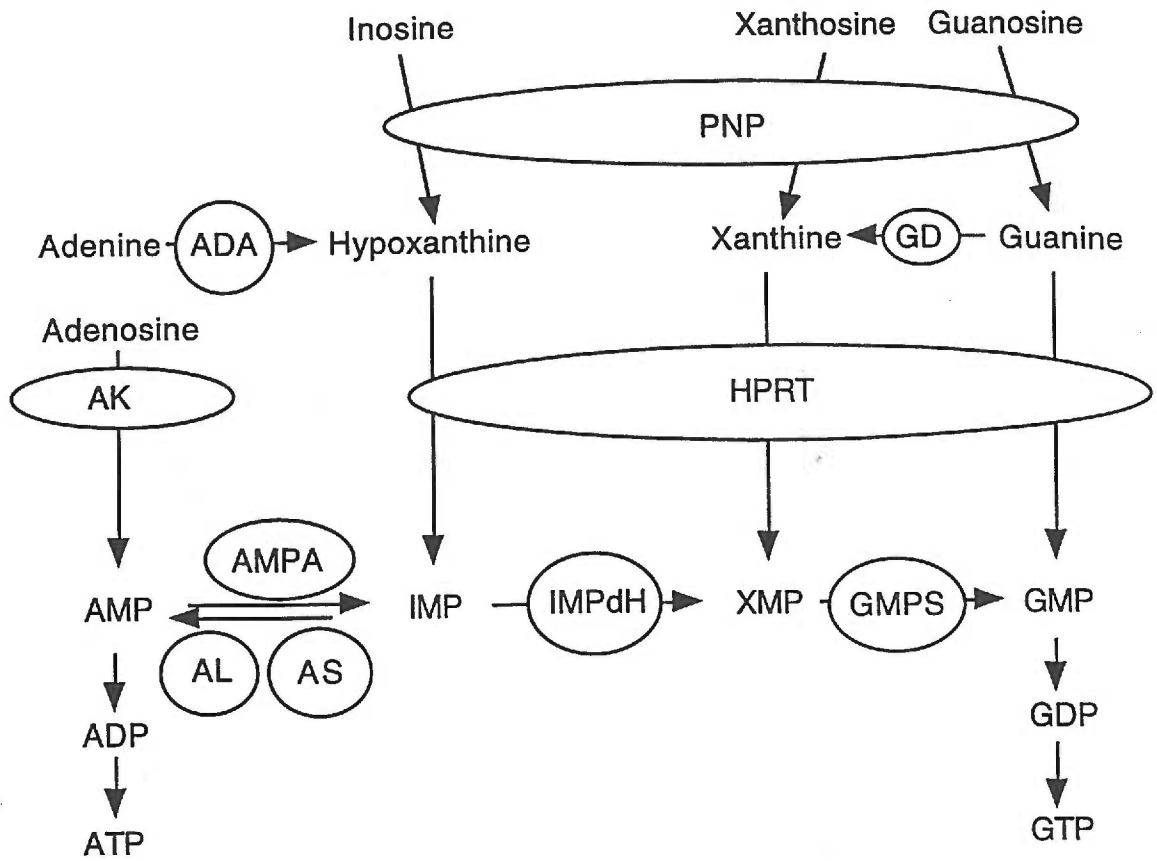 Inosine
Xanthosine
Guanosine
PNP
Adenine
ADA
Hypoxanthine
Xanthine
GD
Guanine
Adenosine
AK
HPRT
AMPA
AMP
IMP
IMPdH
XMP
GMPS
GMP
AL
AS
ADP
GDP
ATP
GTP